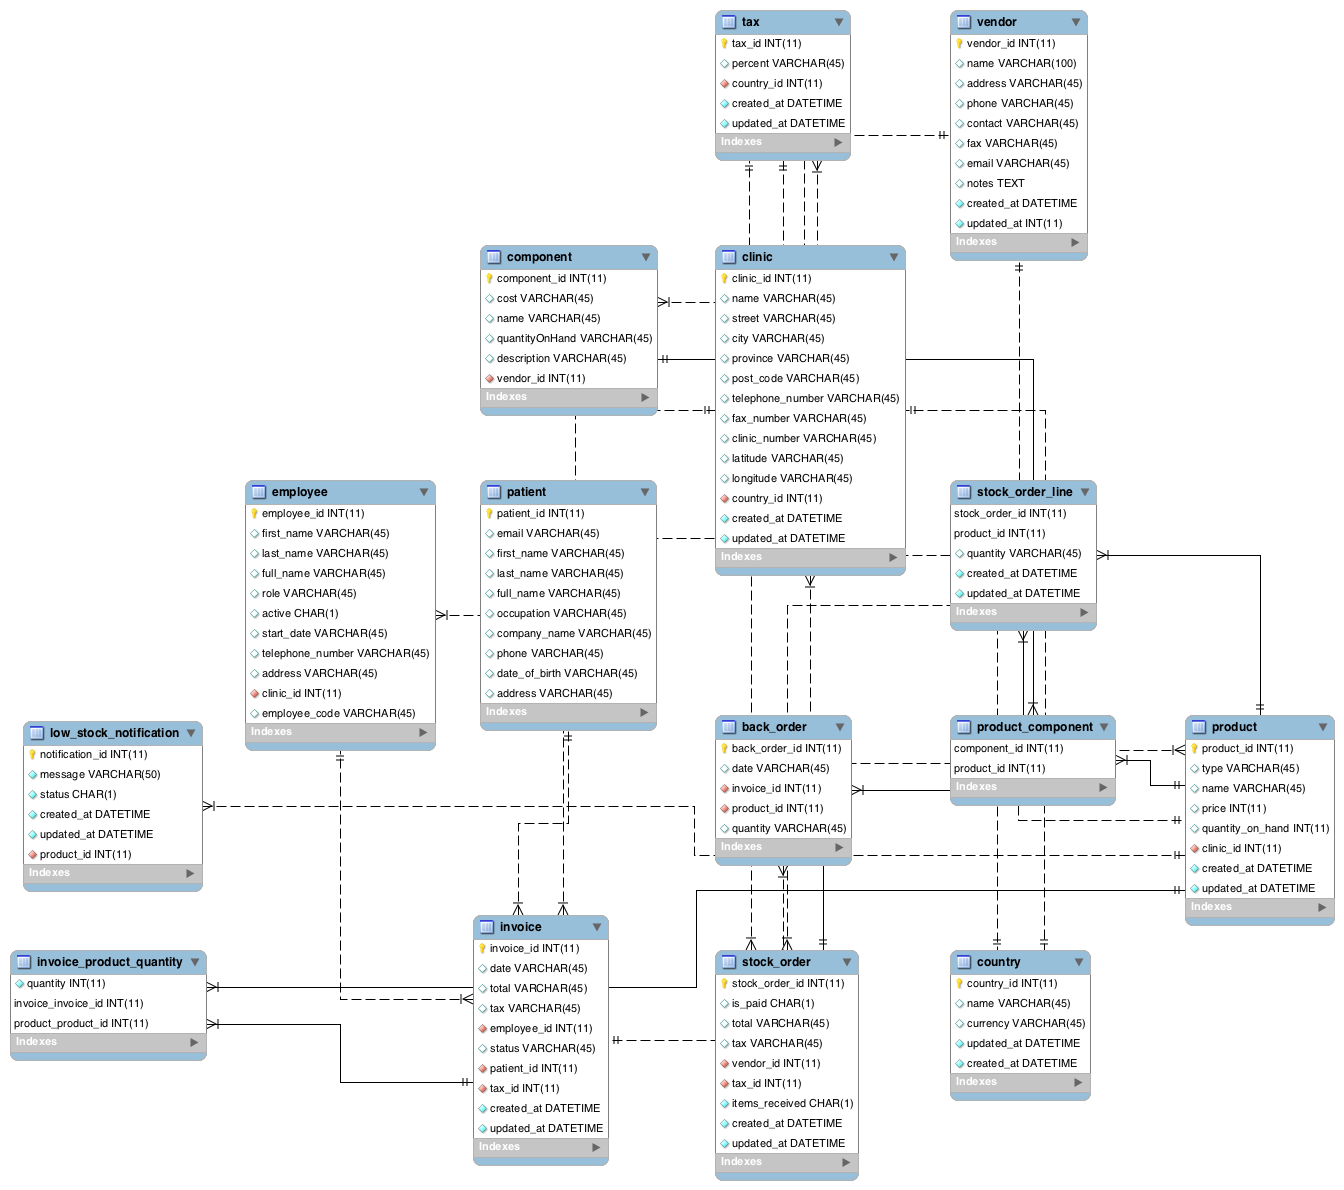 tax
tax_id INT(11)
percent VARCHAR(45)
country_id INT(11)
created_at DATETIME
updated_at DATETIME
Indexes
vendor
vendor_id INT(11)
name VARCHAR(100)
address VARCHAR(45)
phone VARCHAR(45)
contact VARCHAR(45)
fax VARCHAR(45)
email VARCHAR(45)
notes TEXT
created_at DATETIME
updated_at INT(11)
Indexes
component
component_id INT(11)
cost VARCHAR(45)
name VARCHAR(45)
quantityOnHand VARCHAR(45)
description VARCHAR(45)
vendor_id INT(11)
Indexes
clinic
clinic_id INT(11)
name VARCHAR(45)
street VARCHAR(45)
city VARCHAR(45)
province VARCHAR(45)
post_code VARCHAR(45)
telephone_number VARCHAR(45)
fax_number VARCHAR(45)
clinic_number VARCHAR(45)
latitude VARCHAR(45)
longitude VARCHAR(45)
country_id INT(11)
created_at DATETIME
updated_at DATETIME
Indexes
employee
employee_id INT(11)
first_name VARCHAR(45)
last_name VARCHAR(45)
full_name VARCHAR(45)
role VARCHAR(45)
active CHAR(1)
start_date VARCHAR(45)
telephone_number VARCHAR(45)
address VARCHAR(45)
clinic_id INT(11)
employee_code VARCHAR(45)
Indexes
patient
patient_id INT(11)
email VARCHAR(45)
first_name VARCHAR(45)
last_name VARCHAR(45)
full_name VARCHAR(45)
occupation VARCHAR(45)
company_name VARCHAR(45)
phone VARCHAR(45)
date_of_birth VARCHAR(45)
address VARCHAR(45)
Indexes
stock_order_line
stock_order_id INT(11)
product_id INT(11)
quantity VARCHAR(45)
created_at DATETIME
updated_at DATETIME
Indexes
low_stock_notification
notification_id INT(11)
message VARCHAR(50)
status CHAR(1)
created_at DATETIME
updated_at DATETIME
product_id INT(11)
Indexes
back_order
back_order_id INT(11)
date VARCHAR(45)
invoice_id INT(11)
product_id INT(11)
quantity VARCHAR(45)
Indexes
product_component
component_id INT(11)
product_id INT(11)
Indexes
product
product_id INT(11)
type VARCHAR(45)
name VARCHAR(45)
price INT(11)
quantity_on_hand INT(11)
clinic_id INT(11)
created_at DATETIME
updated_at DATETIME
Indexes
invoice_product_quantity
quantity INT(11)
invoice_invoice_id INT(11)
product_product_id INT(11)
Indexes
invoice
invoice_id INT(11)
date VARCHAR(45)
total VARCHAR(45)
tax VARCHAR(45)
employee_id INT(11)
status VARCHAR(45)
patient_id INT(11)
tax_id INT(11)
created_at DATETIME
updated_at DATETIME
Indexes
stock_order
stock_order_id INT(11)
is_paid CHAR(1)
total VARCHAR(45)
tax VARCHAR(45)
vendor_id INT(11)
tax_id INT(11)
items_received CHAR(1)
created_at DATETIME
updated_at DATETIME
Indexes
country
country_id INT(11)
name VARCHAR(45)
currency VARCHAR(45)
updated_at DATETIME
created_at DATETIME
Indexes